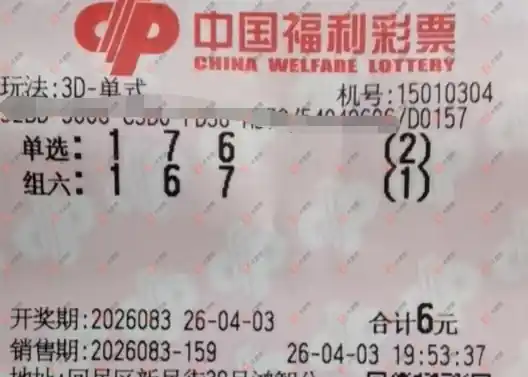 中国福利彩票
CHINA WELFARE LOTTERY
玩法:3D-单式 机号:15010304
/D0157
单选: 1 7 6 (2)
组六: 1 6 7 (1)
开奖期:2026083 26-04-03 合计6元
销售期:2026083-159 26-04-03 19:53:37